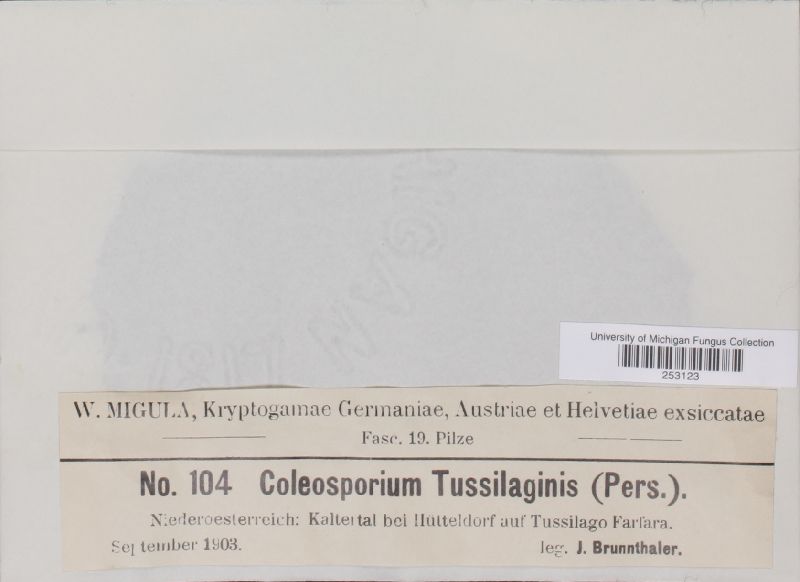 University of Michigan Fungus Collection
253123
W. MIGULA, Kryptogamae Germaniae, Austriae et Helvetiae exsiccatae
Fasc. 19. Pilze
No. 104 Coleosporium Tussilaginis (Pers.).
Niederoesterreich: Kaltertal bei Hütteldorf auf Tussilago Farfara.
September 1903.
leg. J. Brunnthaler.